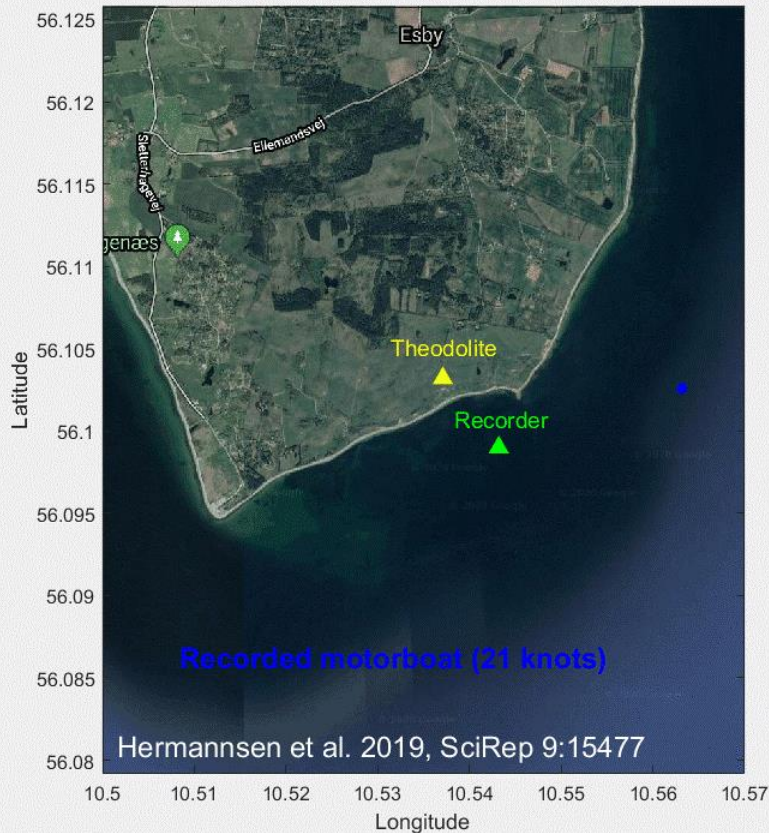 56.125
56.12
56.115
56.11
56.105
56.1
56.095
56.09
56.085
56.08
Latitude
Esby
Ellemandsvej
Sletterhagevej
genæs
Theodolite
Recorder
Recorded motorboat (21 knots)
Hermannsen et al. 2019, SciRep 9:15477
10.5 10.51 10.52 10.53 10.54 10.55 10.56 10.57
Longitude